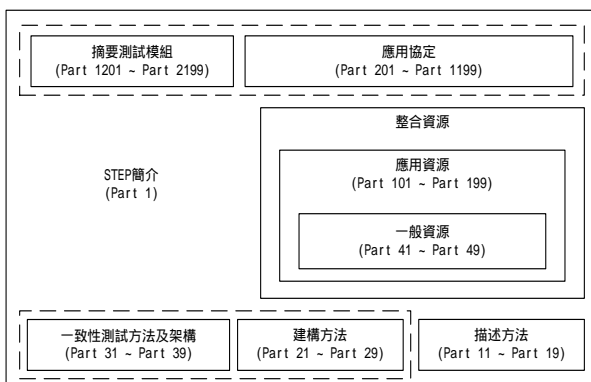 摘要測試模組
(Part 1201 ~ Part 2199)
應用協定
(Part 201 ~ Part 1199)
整合資源
應用資源
(Part 101 ~ Part 199)
STEP簡介
(Part 1)
一般資源
(Part 41 ~ Part 49)
一致性測試方法及架構
(Part 31 ~ Part 39)
建構方法
(Part 21 ~ Part 29)
描述方法
(Part 11 ~ Part 19)